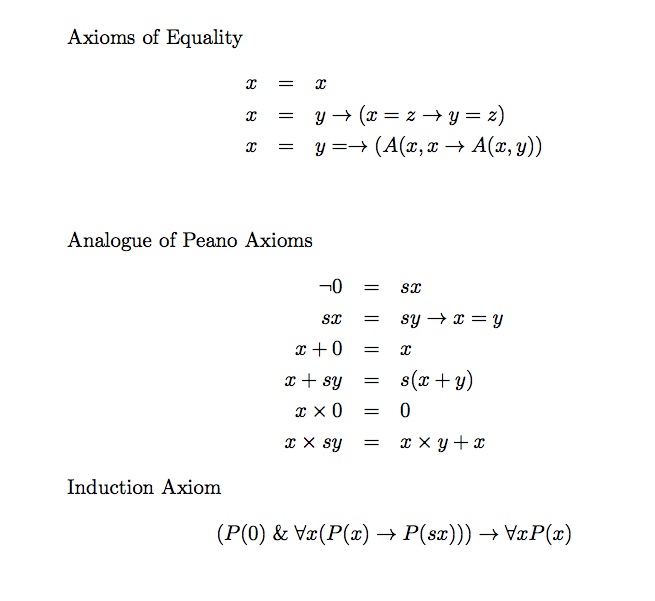 Axioms of Equality
x = x
x = y → (x = z → y = z)
x = y =→ (A(x, x → A(x, y))
Analogue of Peano Axioms
¬0 = sx
sx = sy → x = y
x + 0 = x
x + sy = s(x + y)
x × 0 = 0
x × sy = x × y + x
Induction Axiom
(P(0) & ∀x(P(x) → P(sx))) → ∀xP(x)